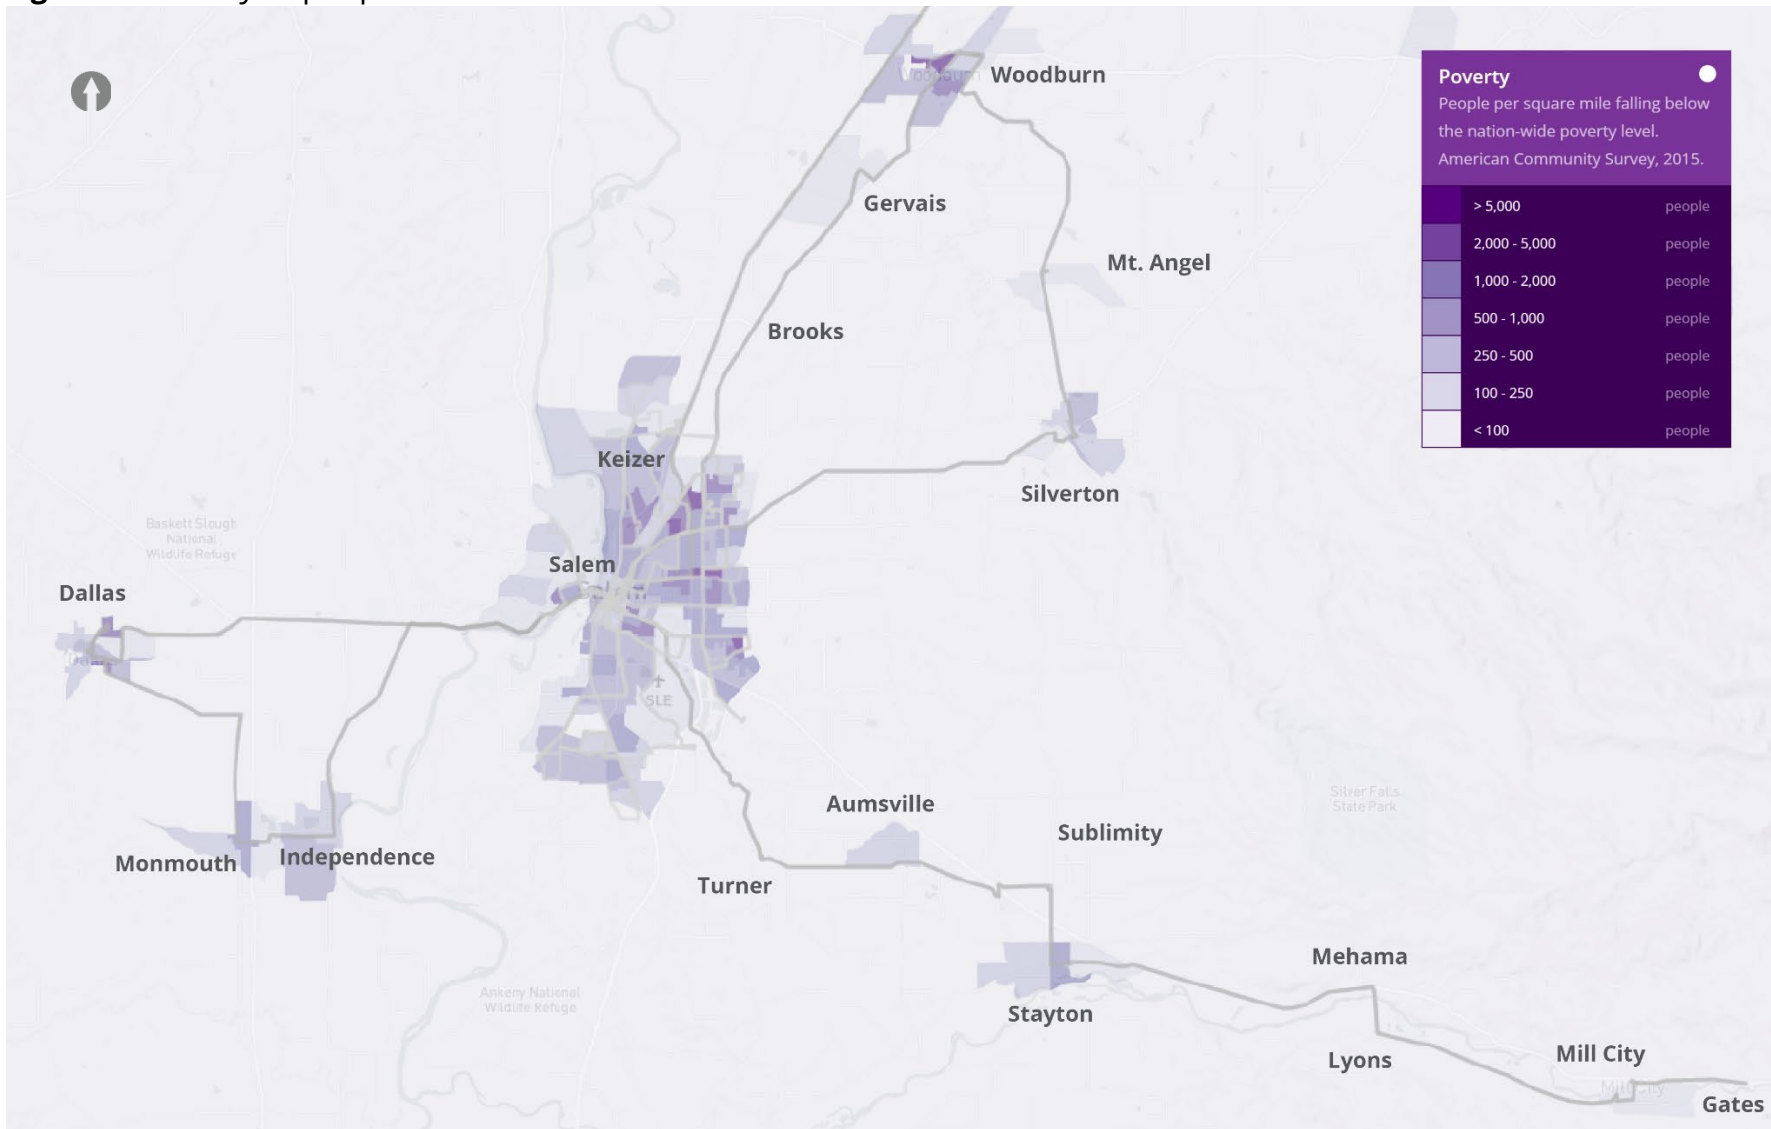 Woodburn
Woodburn
Gervais
Mt. Angel
Brooks
Keizer
Silverton
Baskett Slough
National
Wildlife Refuge
Salem
Dallas
SLE
Silver Falls
State Park
Aumsville
Sublimity
Monmouth
Independence
Turner
Mehama
Ankeny National
Wildlife Refuge
Stayton
Lyons
Mill City
Mill City
Gates
Poverty
People per square mile falling below
the nation-wide poverty level.
American Community Survey, 2015.
> 5,000 people
2,000 - 5,000 people
1,000 - 2,000 people
500 - 1,000 people
250 - 500 people
100 - 250 people
< 100 people